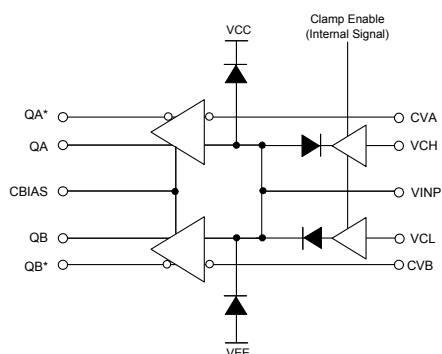 Clamp Enable
(Internal Signal)
VCC
QA*
CVA
QA
VCH
CBIAS
VINP
QB
VCL
QB*
CVB
VEE